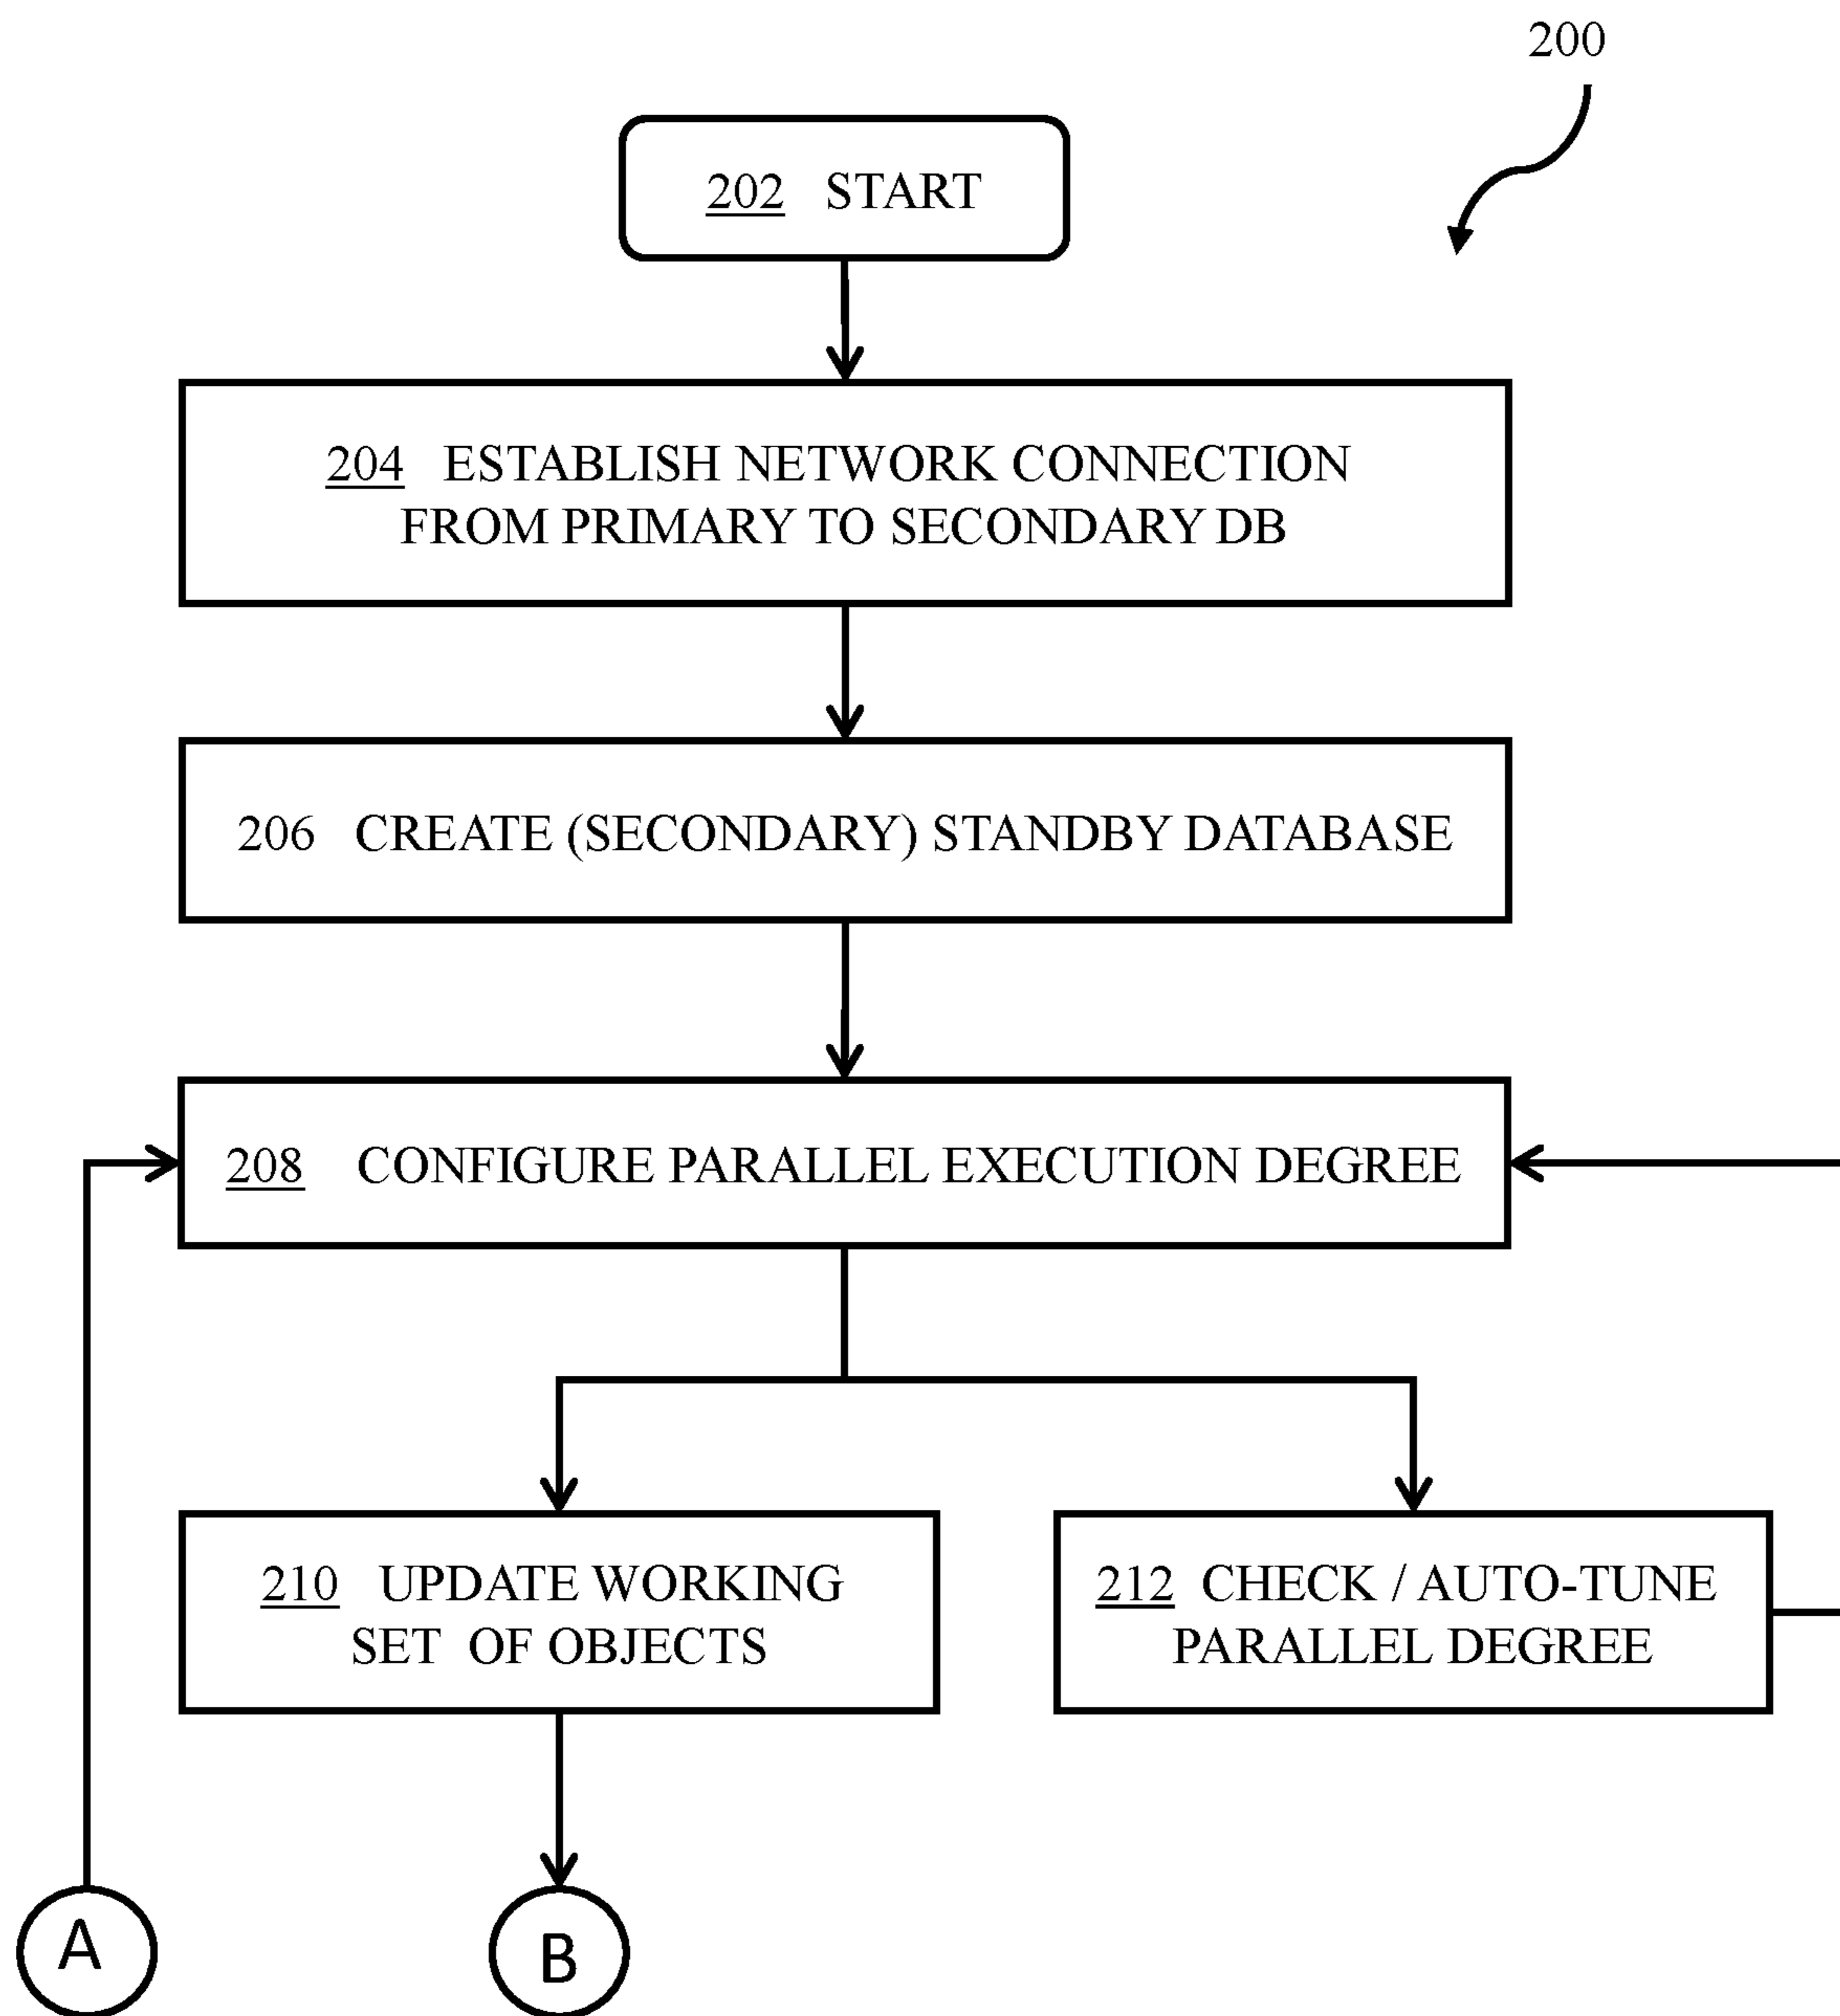 200
202 START
204 ESTABLISH NETWORK CONNECTION
FROM PRIMARY TO SECONDARY DB
206 CREATE (SECONDARY) STANDBY DATABASE
208 CONFIGURE PARALLEL EXECUTION DEGREE
210 UPDATE WORKING
SET OF OBJECTS
212 CHECK / AUTO-TUNE
PARALLEL DEGREE
A
B